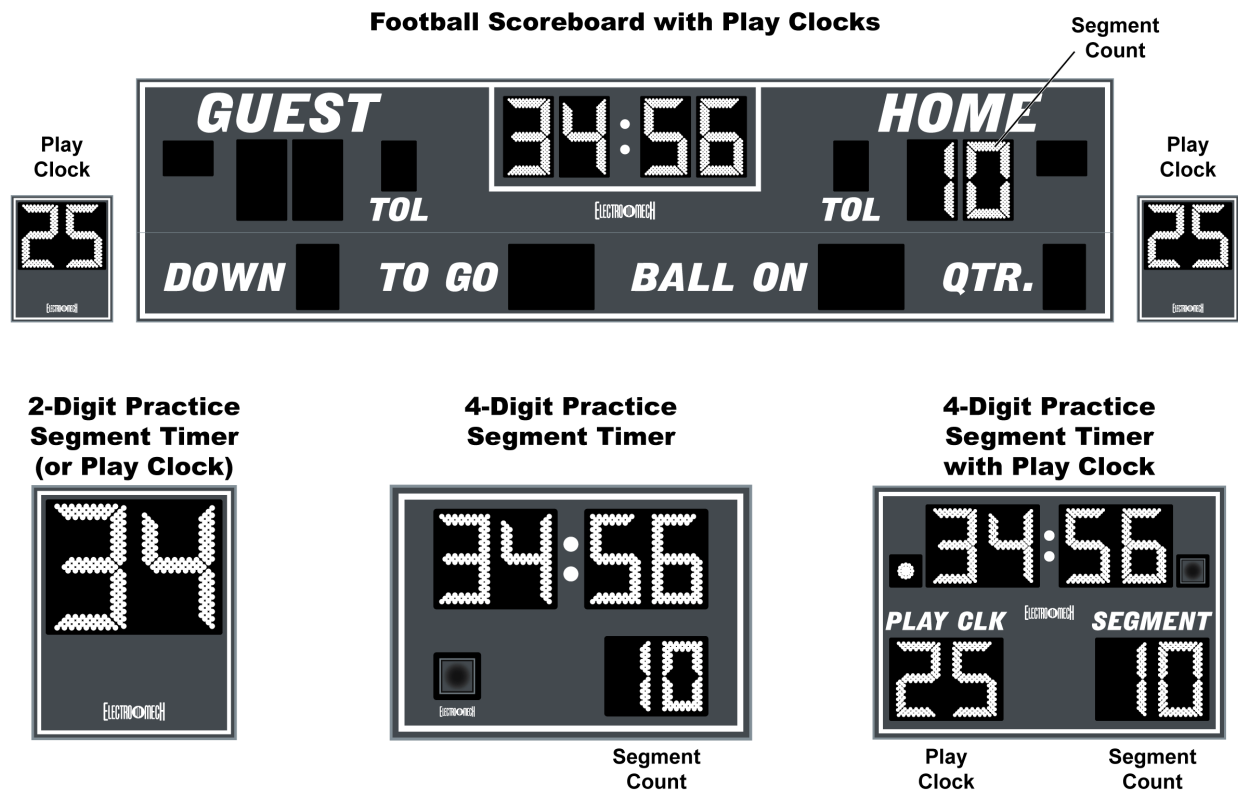 Football Scoreboard with Play Clocks
Segment
Count
Play
Clock
25
ELECTRO MECH
GUEST
34:56
HOME
TOL
ELECTRO MECH
TOL
10
DOWN
TO GO
BALL ON
QTR.
Play
Clock
25
ELECTRO MECH
2-Digit Practice
Segment Timer
(or Play Clock)
34
ELECTRO MECH
4-Digit Practice
Segment Timer
34:56
10
ELECTRO MECH
Segment
Count
4-Digit Practice
Segment Timer
with Play Clock
34:56
PLAY CLK
ELECTRO MECH
SEGMENT
25
10
Play
Clock
Segment
Count